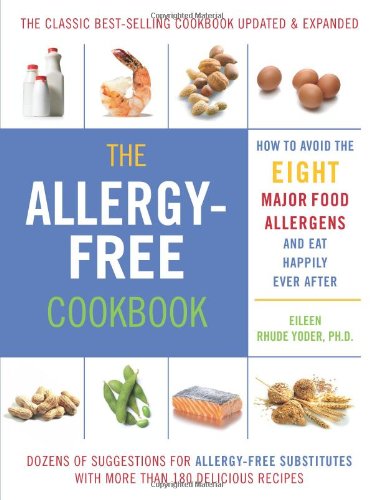 THE CLASSIC BEST-SELLING COOKBOOK UPDATED & EXPANDED
THE
ALLERGY-
FREE
COOKBOOK
HOW TO AVOID THE
EIGHT
MAJOR FOOD
ALLERGENS
AND EAT
HAPPILY
EVER AFTER
EILEEN
RHUDE YODER, PH.D.
DOZENS OF SUGGESTIONS FOR ALLERGY-FREE SUBSTITUTES
WITH MORE THAN 180 DELICIOUS RECIPES